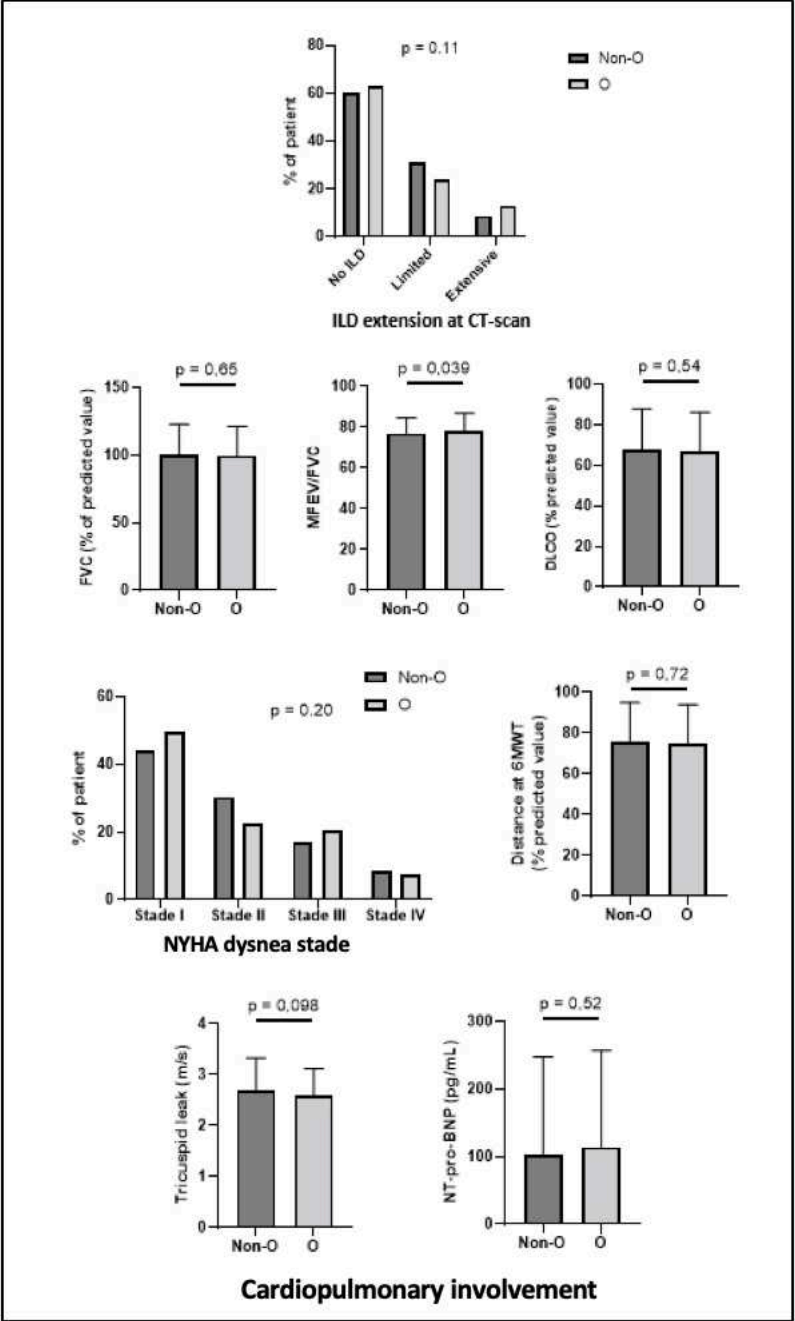 p = 0.11
Non-O
O
80
60
40
20
0
% of patient
No ILD
Limited
Extensive
ILD extension at CT-scan
p = 0,65
150
100
50
0
FVC (% of predicted value)
Non-O O
p = 0,039
100
80
60
40
20
0
MFEV/FVC
Non-O O
p = 0,54
100
80
60
40
20
0
DLCO (% predicted value)
Non-O O
Non-O
O
p = 0.20
60
40
20
0
% of patient
Stade I Stade II Stade III Stade IV
NYHA dysnea stade
p = 0,72
100
80
60
40
20
0
Distance at 6MWT
(% predicted value)
Non-O O
p = 0,098
4
3
2
1
0
Tricuspid leak (m/s)
Non-O O
p = 0,52
300
200
100
0
NT-pro-BNP (pg/mL)
Non-O O
Cardiopulmonary involvement